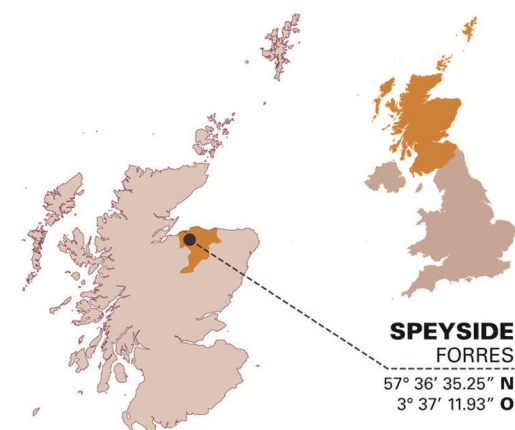 SPEYSIDE
FORRES
57° 36′ 35.25″ N
3° 37′ 11.93″ O